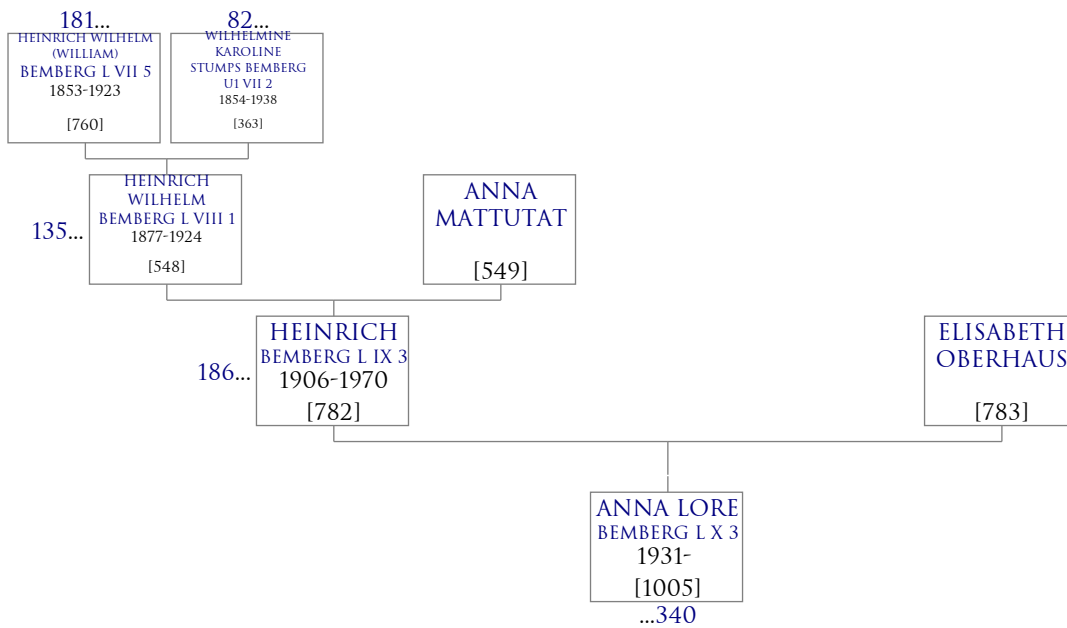 181...
HEINRICH WILHELM
(WILLIAM)
BEMBERG L VII 5
1853-1923
[760]
82...
WILHELMINE
KAROLINE
STUMPS BEMBERG
U1 VII 2
1854-1938
[363]
135...
HEINRICH
WILHELM
BEMBERG L VIII 1
1877-1924
[548]
ANNA
MATTUTAT
[549]
186...
HEINRICH
BEMBERG L IX 3
1906-1970
[782]
ELISABETH
OBERHAUS
[783]
ANNA LORE
BEMBERG L X 3
1931-
[1005]
...340